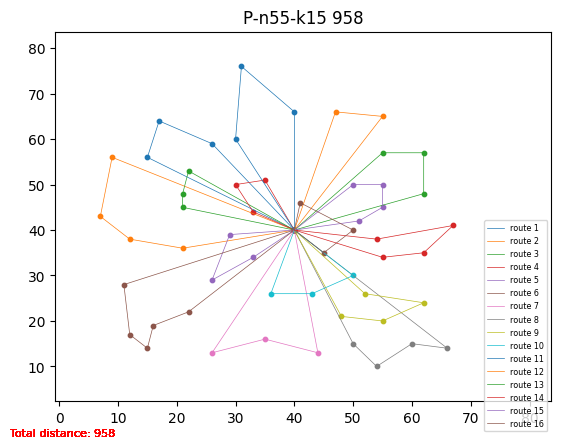 P-n55-k15 958
80
70
60
50
40
30
20
10
0 10 20 30 40 50 60 70 80
route 1
route 2
route 3
route 4
route 5
route 6
route 7
route 8
route 9
route 10
route 11
route 12
route 13
route 14
route 15
route 16
Total distance: 958